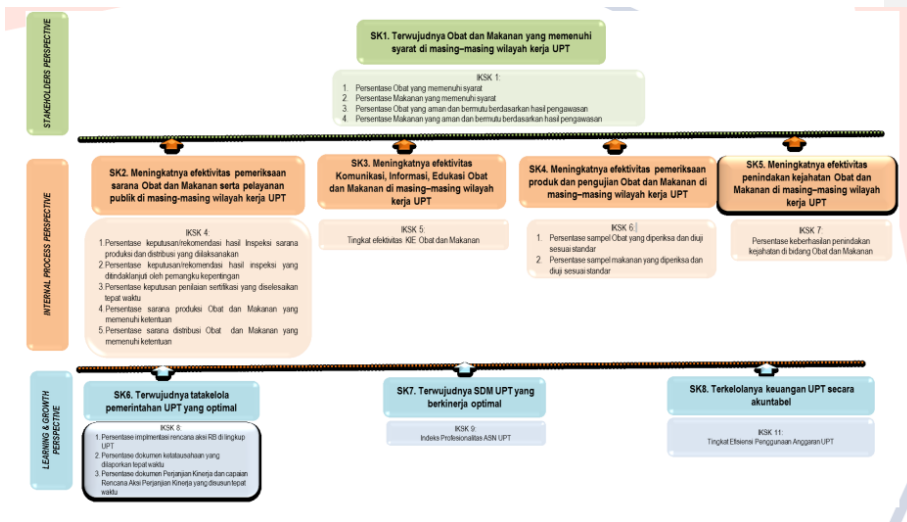 STAKEHOLDERS PERSPECTIVE
SK1. Terwujudnya Obat dan Makanan yang memenuhi
syarat di masing–masing wilayah kerja UPT
IKSK 1:
1. Persentase Obat yang memenuhi syarat
2. Persentase Makanan yang memenuhi syarat
3. Persentase Obat yang aman dan bermutu berdasarkan hasil pengawasan
4. Persentase Makanan yang aman dan bermutu berdasarkan hasil pengawasan
INTERNAL PROCESS PERSPECTIVE
SK2. Meningkatnya efektivitas pemeriksaan
sarana Obat dan Makanan serta pelayanan
publik di masing-masing wilayah kerja UPT
IKSK 4:
1. Persentase keputusan/rekomendasi hasil Inspeksi sarana
produksi dan distribusi yang dilaksanakan
2. Persentase keputusan/rekomendasi hasil inspeksi yang
ditindaklanjuti oleh pemangku kepentingan
3. Persentase keputusan penilaian sertifikasi yang diselesaikan
tepat waktu
4. Persentase sarana produksi Obat dan Makanan yang
memenuhi ketentuan
5. Persentase sarana distribusi Obat dan Makanan yang
memenuhi ketentuan
SK3. Meningkatnya efektivitas
Komunikasi, Informasi, Edukasi Obat
dan Makanan di masing–masing wilayah
kerja UPT
IKSK 5:
Tingkat efektivitas KIE Obat dan Makanan
SK4. Meningkatnya efektivitas pemeriksaan
produk dan pengujian Obat dan Makanan di
masing–masing wilayah kerja UPT
IKSK 6:
1. Persentase sampel Obat yang diperiksa dan diuji
sesuai standar
2. Persentase sampel makanan yang diperiksa dan
diuji sesuai standar
SK5. Meningkatnya efektivitas
penindakan kejahatan Obat dan
Makanan di masing–masing wilayah
kerja UPT
IKSK 7:
Persentase keberhasilan penindakan
kejahatan di bidang Obat dan Makanan
LEARNING & GROWTH
PERSPECTIVE
SK6. Terwujudnya tatakelola
pemerintahan UPT yang optimal
IKSK 8:
1. Persentase implmentasi rencana aksi RB di lingkup
UPT
2. Persentase dokumen ketatausahaan yang
dilaporkan tepat waktu
3. Persentase dokumen Perjanjian Kinerja dan capaian
Rencana Aksi Perjanjian Kinerja yang disusun tepat
waktu
SK7. Terwujudnya SDM UPT yang
berkinerja optimal
IKSK 9:
Indeks Profesionalitas ASN UPT
SK8. Terkelolanya keuangan UPT secara
akuntabel
IKSK 11:
Tingkat Efisiensi Penggunaan Anggaran UPT